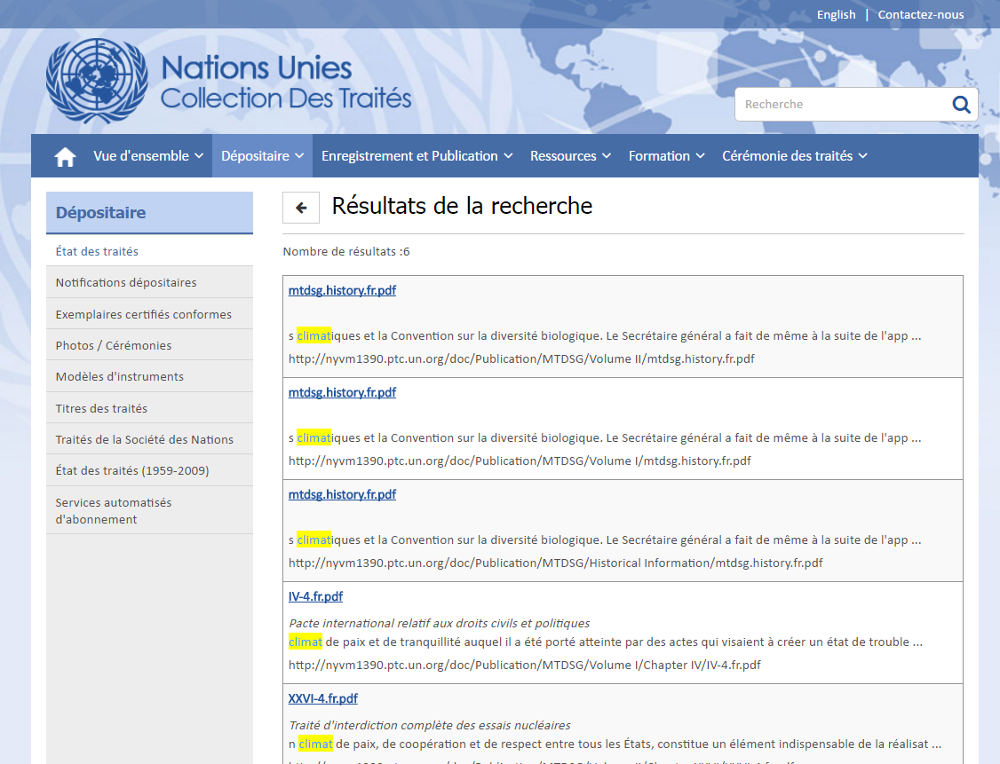 English | Contactez-nous
Nations Unies
Collection Des Traités
Recherche
Vue d'ensemble
Dépositaire
Enregistrement et Publication
Ressources
Formation
Cérémonie des traités
Dépositaire
État des traités
Notifications dépositaires
Exemplaires certifiés conformes
Photos / Cérémonies
Modèles d'instruments
Titres des traités
Traités de la Société des Nations
État des traités (1959-2009)
Services automatisés
d'abonnement
Résultats de la recherche
Nombre de résultats :6
mtdsg.history.fr.pdf
s climatiques et la Convention sur la diversité biologique. Le Secrétaire général a fait de même à la suite de l'app ...
http://nyvm1390.ptc.un.org/doc/Publication/MTDSG/Volume II/mtdsg.history.fr.pdf
mtdsg.history.fr.pdf
s climatiques et la Convention sur la diversité biologique. Le Secrétaire général a fait de même à la suite de l'app ...
http://nyvm1390.ptc.un.org/doc/Publication/MTDSG/Volume I/mtdsg.history.fr.pdf
mtdsg.history.fr.pdf
s climatiques et la Convention sur la diversité biologique. Le Secrétaire général a fait de même à la suite de l'app ...
http://nyvm1390.ptc.un.org/doc/Publication/MTDSG/Historical Information/mtdsg.history.fr.pdf
IV-4.fr.pdf
Pacte international relatif aux droits civils et politiques
climat de paix et de tranquillité auquel il a été porté atteinte par des actes qui visaient à créer un état de trouble ...
http://nyvm1390.ptc.un.org/doc/Publication/MTDSG/Volume I/Chapter IV/IV-4.fr.pdf
XXVI-4.fr.pdf
Traité d'interdiction complète des essais nucléaires
n climat de paix, de coopération et de respect entre tous les États, constitue un élément indispensable de la réalisat ...